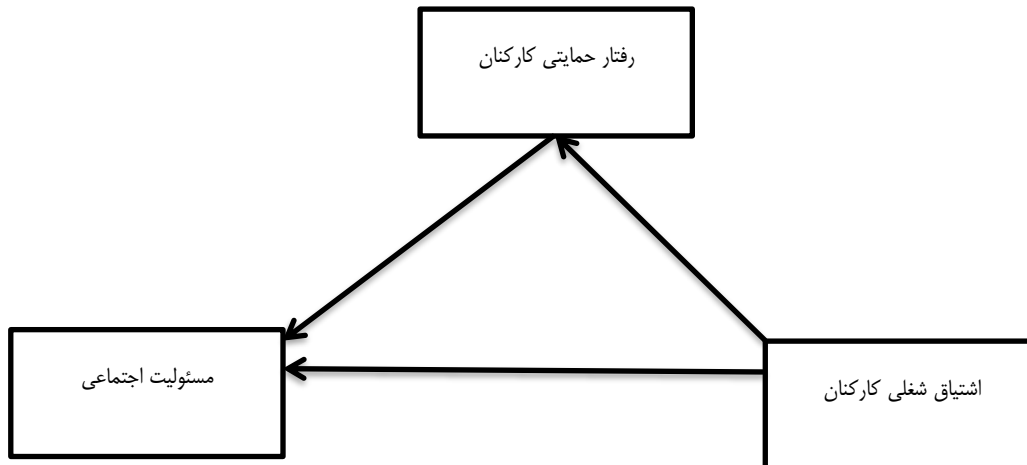 رفتار حمایتی کارکنان
اشتیاق شغلی کارکنان
مسئولیت اجتماعی